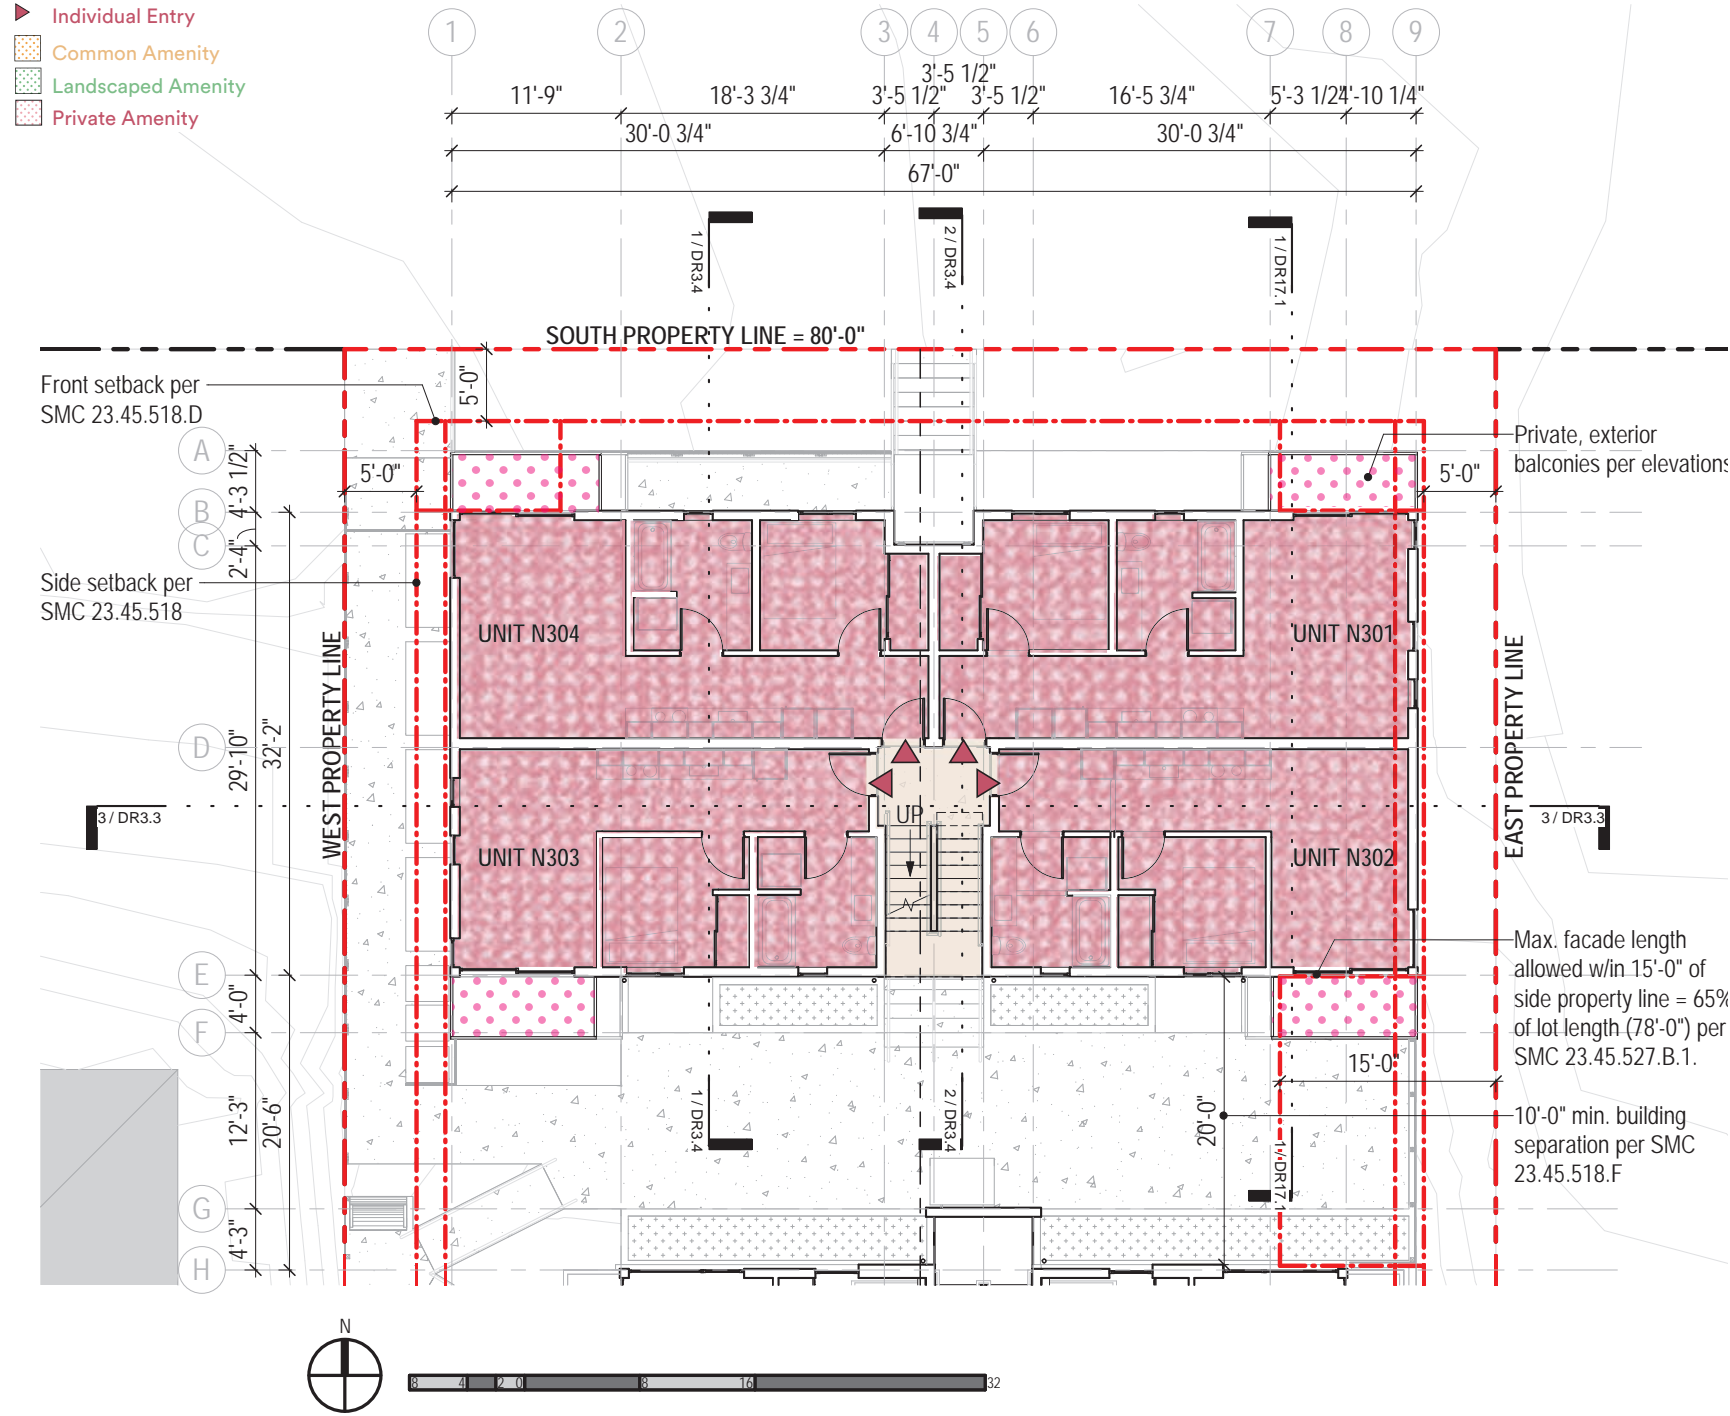 Individual Entry
Common Amenity
Landscaped Amenity
Private Amenity
1 2 3 4 5 6 7 8 9
3'-5 1/2"
11'-9" 18'-3 3/4" 3'-5 1/2" 3'-5 1/2" 16'-5 3/4" 5'-3 1/2" 4'-10 1/4"
30'-0 3/4" 6'-10 3/4" 30'-0 3/4"
67'-0"
1 / DR3.4
2 / DR3.4
1 / DR17.1
SOUTH PROPERTY LINE = 80'-0"
Front setback per
SMC 23.45.518.D
5'-0"
A
B
C
D
E
F
G
H
4'-3 1/2"
2'-4"
29'-10"
32'-2"
4'-0"
12'-3"
20'-6"
4'-3"
5'-0"
Private, exterior
balconies per elevations
5'-0"
Side setback per
SMC 23.45.518
WEST PROPERTY LINE
EAST PROPERTY LINE
UNIT N304
UNIT N301
UP
3 / DR3.3
3 / DR3.3
UNIT N303
UNIT N302
Max. facade length
allowed w/in 15'-0" of
side property line = 65%
of lot length (78'-0") per
SMC 23.45.527.B.1.
15'-0"
20'-0"
1 / DR3.4
2 / DR3.4
1 / DR17.1
10'-0" min. building
separation per SMC
23.45.518.F
N
8 4 2 0 8 16 32